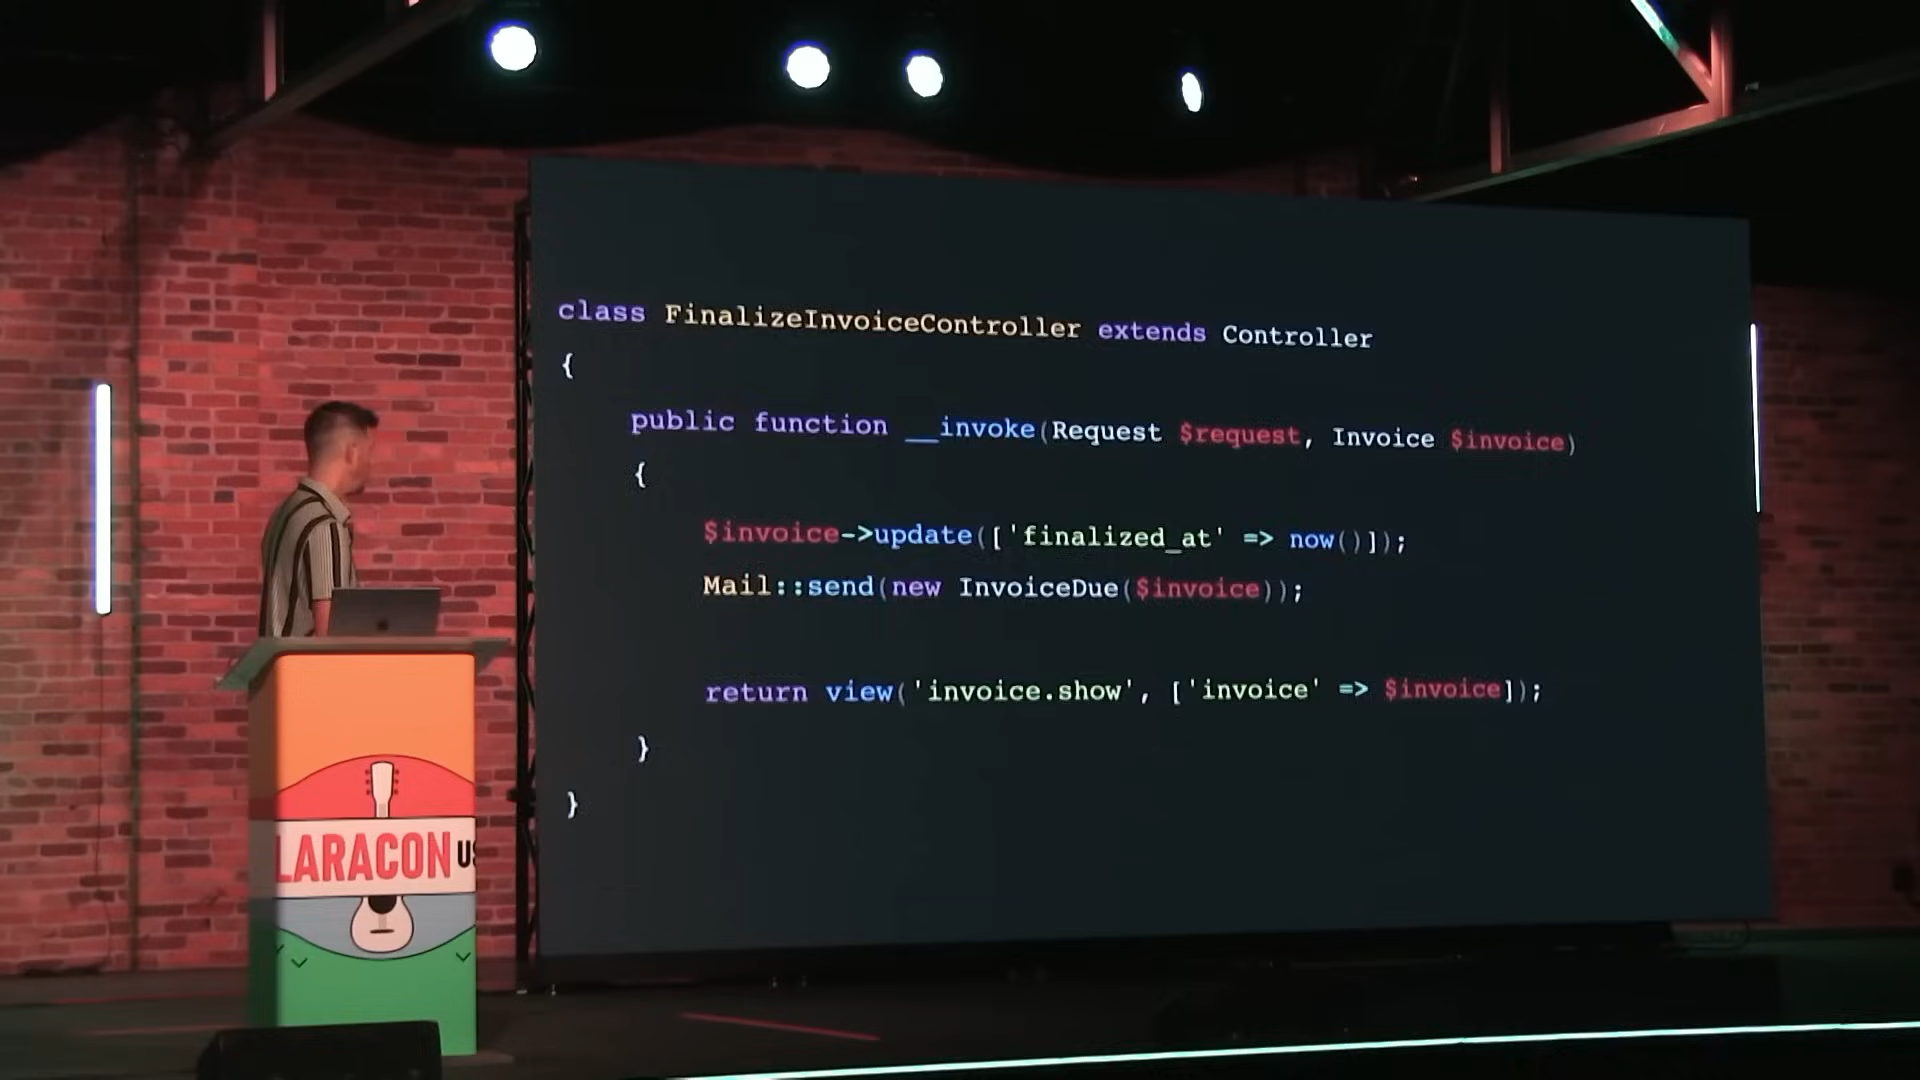 class FinalizeInvoiceController extends Controller
{
public function __invoke(Request $request, Invoice $invoice)
{
$invoice->update(['finalized_at' => now()]);
Mail::send(new InvoiceDue($invoice));
return view('invoice.show', ['invoice' => $invoice]);
}
}
LARACON US